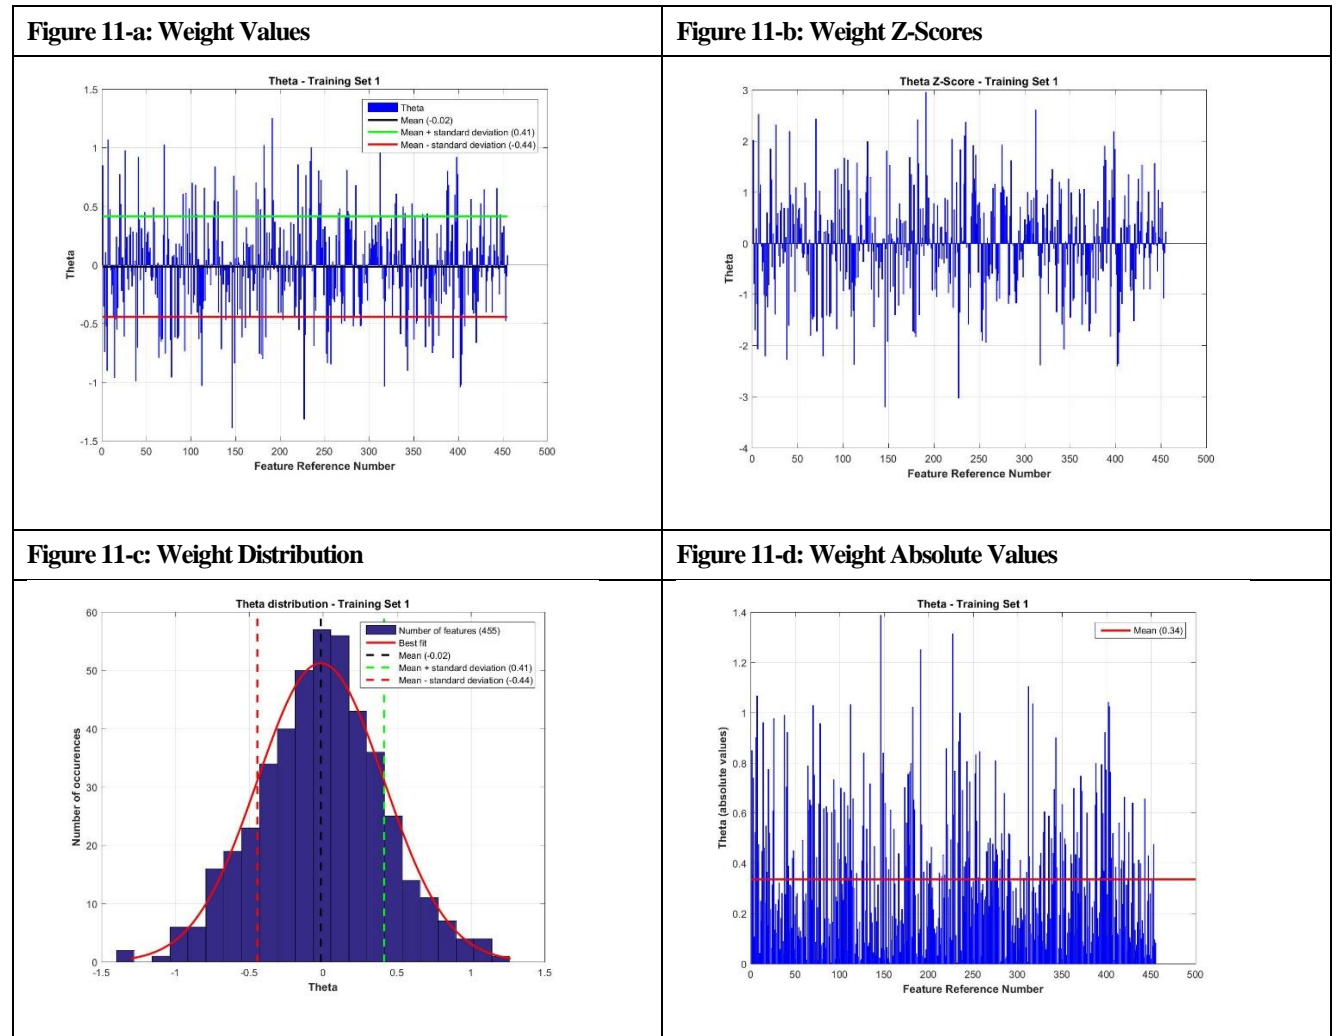 Figure 11-a: Weight Values
Theta - Training Set 1
Theta
Mean (-0.02)
Mean + standard deviation (0.41)
Mean - standard deviation (-0.44)
1.5
1
0.5
0
-0.5
-1
-1.5
Theta
0 50 100 150 200 250 300 350 400 450 500
Feature Reference Number
Figure 11-b: Weight Z-Scores
Theta Z-Score - Training Set 1
3
2
1
0
-1
-2
-3
-4
Theta
0 50 100 150 200 250 300 350 400 450 500
Feature Reference Number
Figure 11-c: Weight Distribution
Theta distribution - Training Set 1
Number of features (455)
Best fit
Mean (-0.02)
Mean + standard deviation (0.41)
Mean - standard deviation (-0.44)
60
50
40
30
20
10
0
Number of occurences
-1.5 -1 -0.5 0 0.5 1 1.5
Theta
Figure 11-d: Weight Absolute Values
Theta - Training Set 1
Mean (0.34)
1.4
1.2
1
0.8
0.6
0.4
0.2
0
Theta (absolute values)
0 50 100 150 200 250 300 350 400 450 500
Feature Reference Number